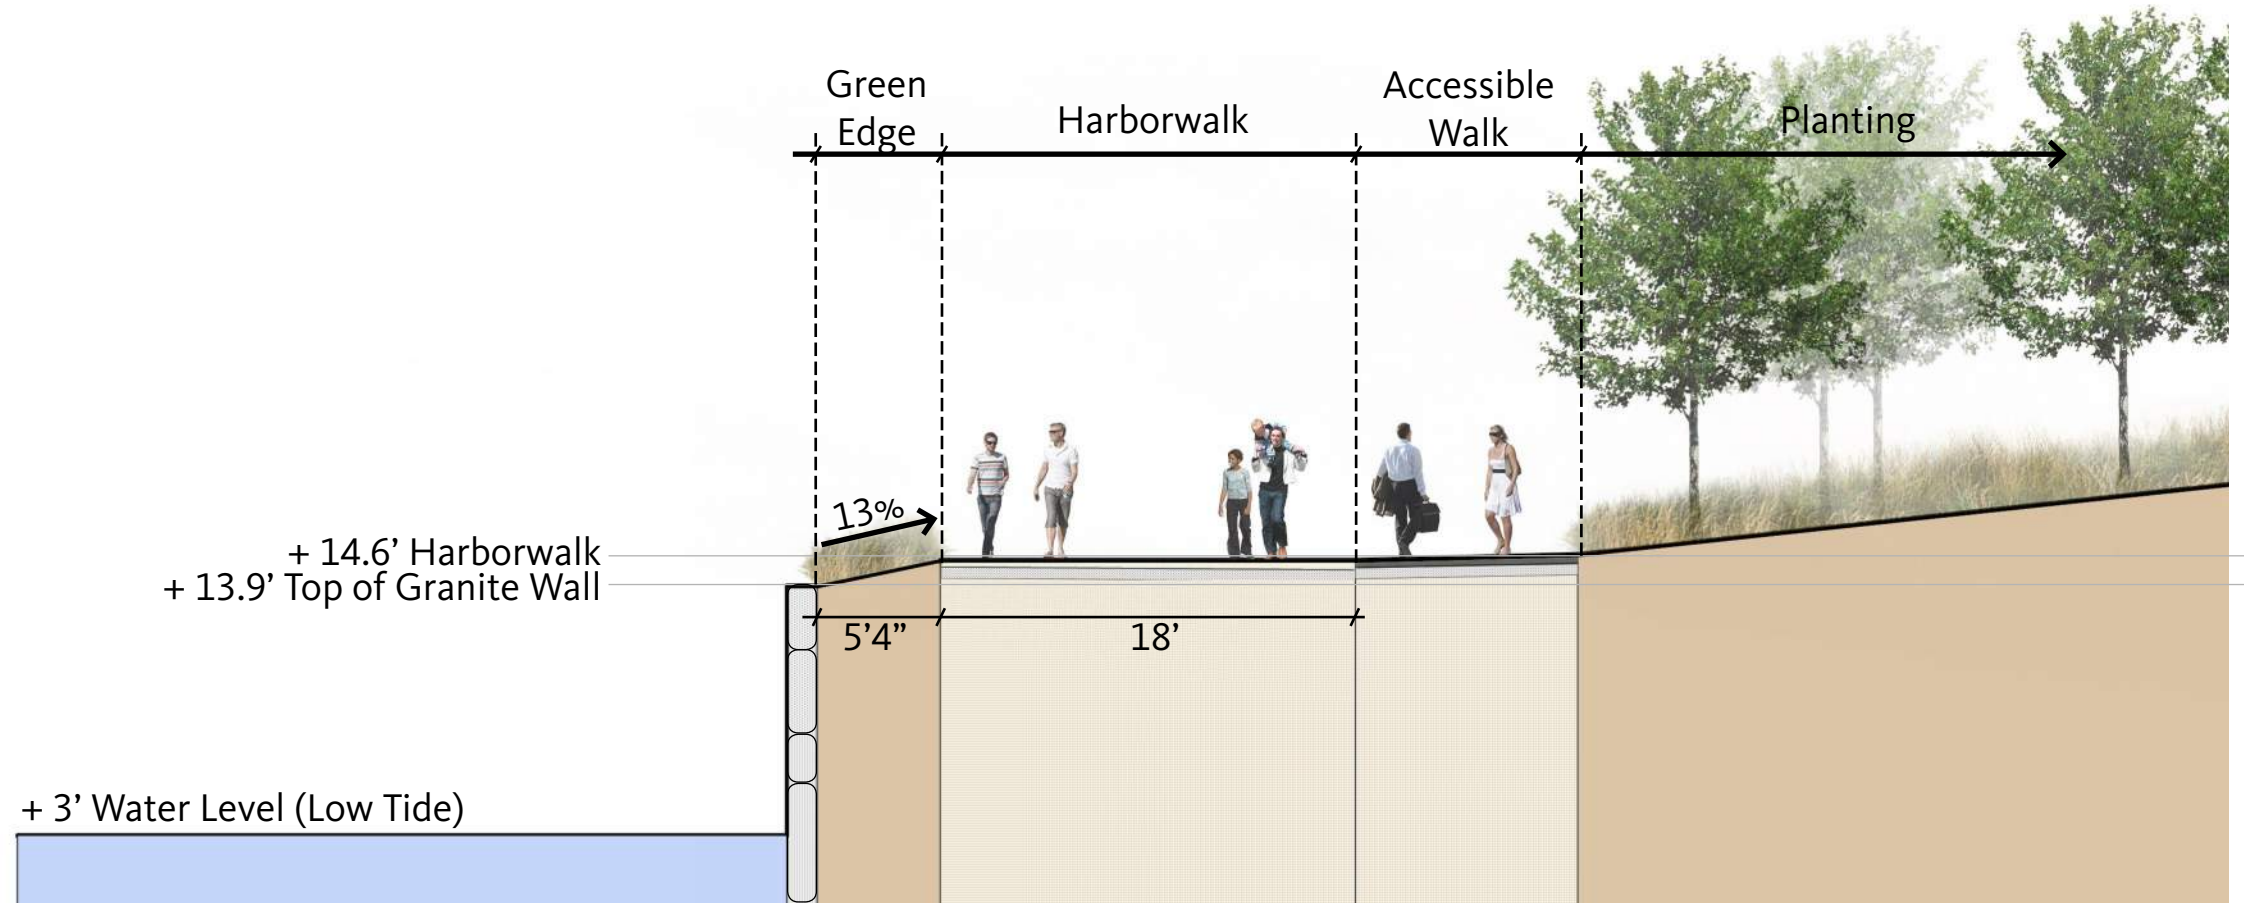 Green
Edge
Harborwalk
Accessible
Walk
Planting
13%
+ 14.6’ Harborwalk
+ 13.9’ Top of Granite Wall
5’4”
18’
+ 3’ Water Level (Low Tide)